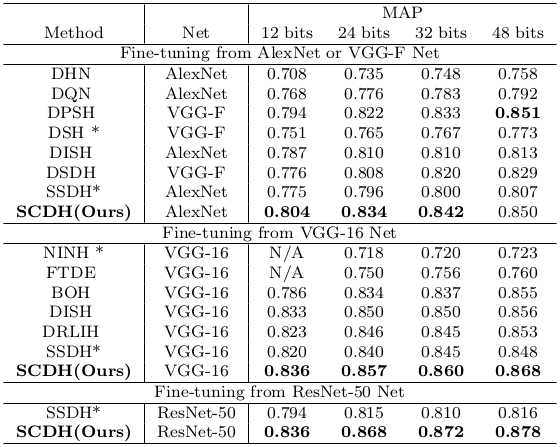 MAP
Method Net 12 bits 24 bits 32 bits 48 bits
Fine-tuning from AlexNet or VGG-F Net
DHN AlexNet 0.708 0.735 0.748 0.758
DQN AlexNet 0.768 0.776 0.783 0.792
DPSH VGG-F 0.794 0.822 0.833 0.851
DSH * VGG-F 0.751 0.765 0.767 0.773
DISH AlexNet 0.787 0.810 0.810 0.813
DSDH VGG-F 0.776 0.808 0.820 0.829
SSDH* AlexNet 0.775 0.796 0.800 0.807
SCDH(Ours) AlexNet 0.804 0.834 0.842 0.850
Fine-tuning from VGG-16 Net
NINH * VGG-16 N/A 0.718 0.720 0.723
FTDE VGG-16 N/A 0.750 0.756 0.760
BOH VGG-16 0.786 0.834 0.837 0.855
DISH VGG-16 0.833 0.850 0.850 0.856
DRLIH VGG-16 0.823 0.846 0.845 0.853
SSDH* VGG-16 0.820 0.840 0.845 0.848
SCDH(Ours) VGG-16 0.836 0.857 0.860 0.868
Fine-tuning from ResNet-50 Net
SSDH* ResNet-50 0.794 0.815 0.810 0.816
SCDH(Ours) ResNet-50 0.836 0.868 0.872 0.878